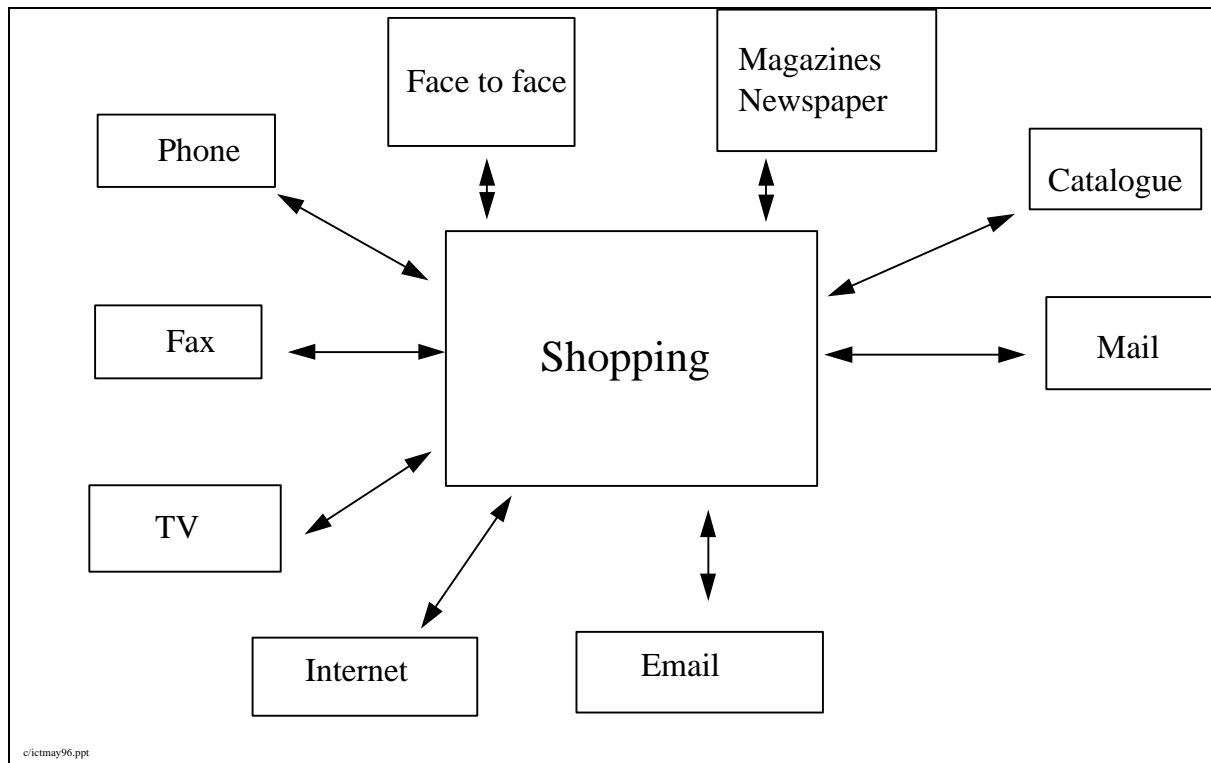 Face to face
Magazines
Newspaper
Phone
Catalogue
Fax
Shopping
Mail
TV
Internet
Email
c/ictmay96.ppt